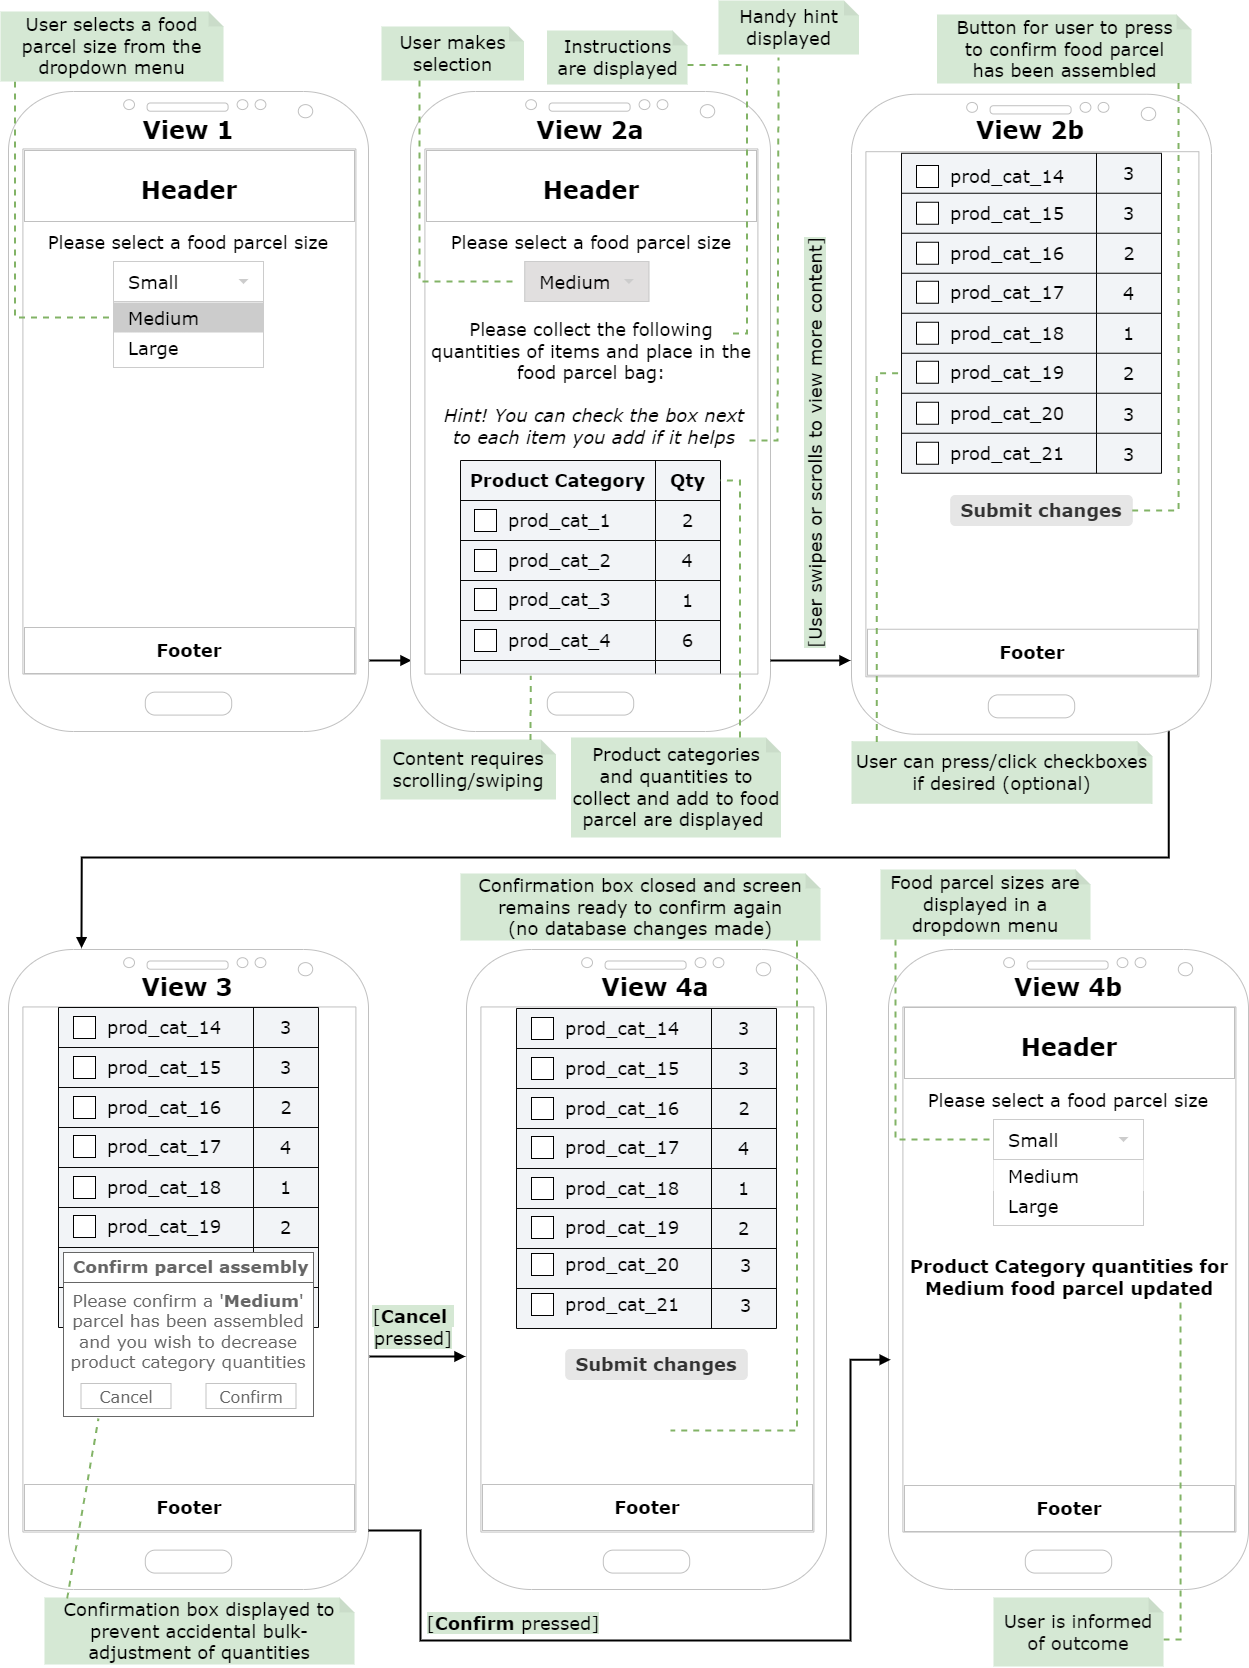 User selects a food
parcel size from the
dropdown menu
User makes
selection
Instructions
are displayed
Handy hint
displayed
Button for user to press
to confirm food parcel
has been assembled
View 1
Header
Please select a food parcel size
Small
Medium
Large
Footer
View 2a
Header
Please select a food parcel size
Medium
Please collect the following
quantities of items and place in the
food parcel bag:
Hint! You can check the box next
to each item you add if it helps
Product Category Qty
prod_cat_1 2
prod_cat_2 4
prod_cat_3 1
prod_cat_4 6
[User swipes or scrolls to view more content]
View 2b
prod_cat_14 3
prod_cat_15 3
prod_cat_16 2
prod_cat_17 4
prod_cat_18 1
prod_cat_19 2
prod_cat_20 3
prod_cat_21 3
Submit changes
Footer
Content requires
scrolling/swiping
Product categories
and quantities to
collect and add to food
parcel are displayed
User can press/click checkboxes
if desired (optional)
Confirmation box closed and screen
remains ready to confirm again
(no database changes made)
Food parcel sizes are
displayed in a
dropdown menu
View 3
prod_cat_14 3
prod_cat_15 3
prod_cat_16 2
prod_cat_17 4
prod_cat_18 1
prod_cat_19 2
Confirm parcel assembly
Please confirm a 'Medium'
parcel has been assembled
and you wish to decrease
product category quantities
Cancel Confirm
Footer
[Cancel
pressed]
View 4a
prod_cat_14 3
prod_cat_15 3
prod_cat_16 2
prod_cat_17 4
prod_cat_18 1
prod_cat_19 2
prod_cat_20 3
prod_cat_21 3
Submit changes
Footer
View 4b
Header
Please select a food parcel size
Small
Medium
Large
Product Category quantities for
Medium food parcel updated
Footer
Confirmation box displayed to
prevent accidental bulk-
adjustment of quantities
[Confirm pressed]
User is informed
of outcome